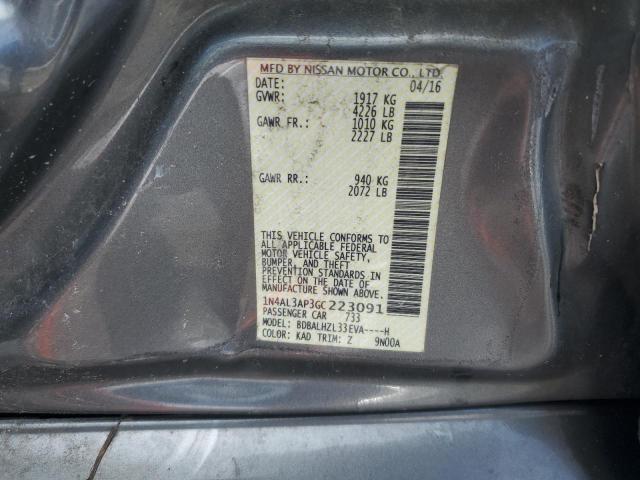 MFD BY NISSAN MOTOR CO., LTD.
DATE: 04/16
GVWR: 1917 KG
4226 LB
GAWR FR.: 1010 KG
2227 LB
GAWR RR.: 940 KG
2072 LB
THIS VEHICLE CONFORMS TO
ALL APPLICABLE FEDERAL
MOTOR VEHICLE SAFETY,
BUMPER, AND THEFT
PREVENTION STANDARDS IN
EFFECT ON THE DATE OF
MANUFACTURE SHOWN ABOVE.
1N4AL3AP3GC223091
PASSENGER CAR 733
MODEL: BDBALHZL33EVA----H
COLOR: KAD TRIM: Z 9N00A